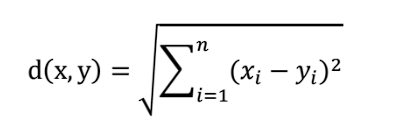 d(x, y) = √∑ⁿᵢ₌₁ (xᵢ − yᵢ)²